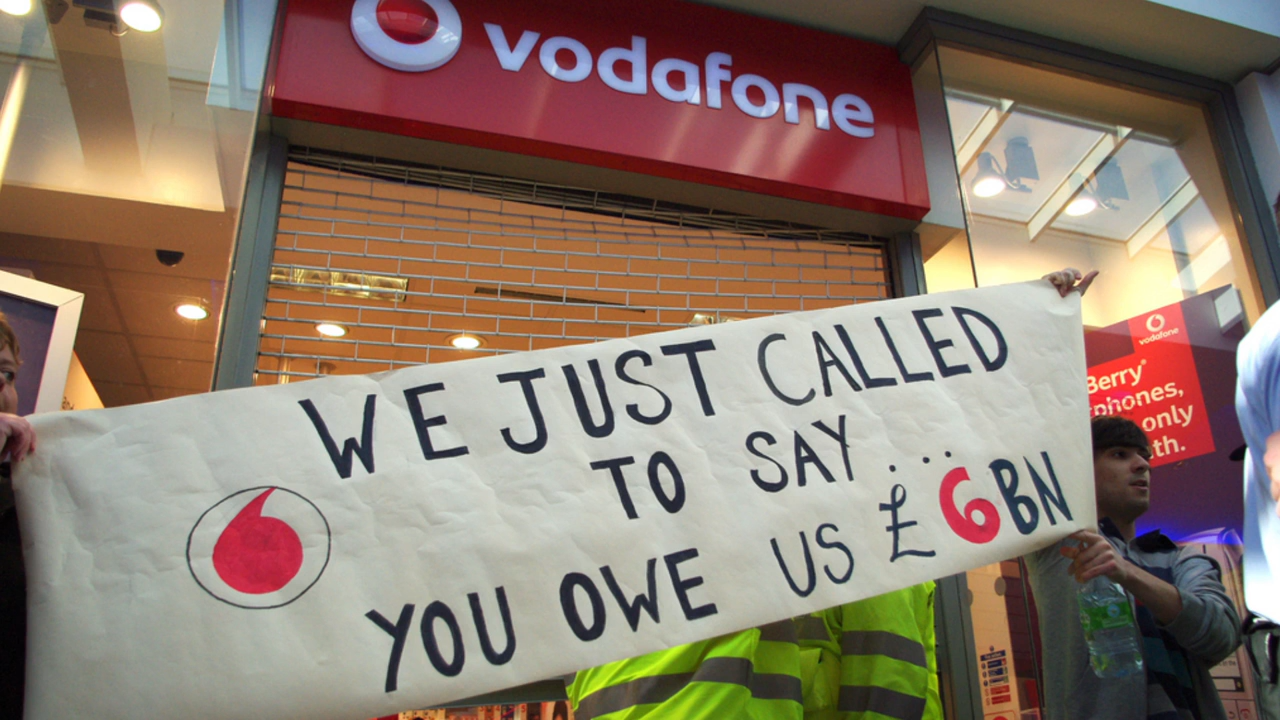 vodafone
WE JUST CALLED
TO SAY...
YOU OWE US £6BN
vodafone
Berry®
phones,
only
th.